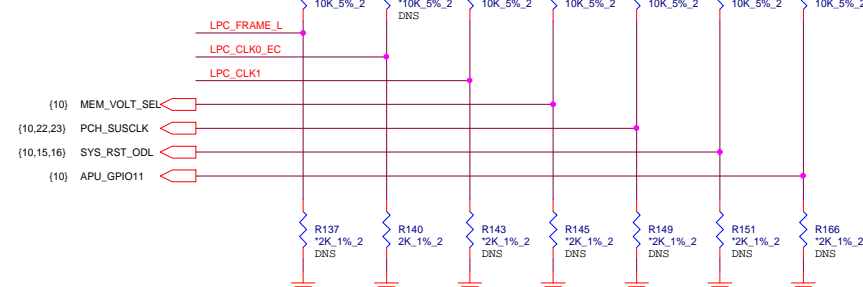 10K_5%_2 *10K_5%_2 10K_5%_2 10K_5%_2 10K_5%_2 10K_5%_2 10K_5%_2
DNS
LPC_FRAME_L
LPC_CLK0_EC
LPC_CLK1
{10} MEM_VOLT_SEL
{10,22,23} PCH_SUSCLK
{10,15,16} SYS_RST_ODL
{10} APU_GPIO11
R137 R140 R143 R145 R149 R151 R166
*2K_1%_2 2K_1%_2 *2K_1%_2 *2K_1%_2 *2K_1%_2 *2K_1%_2 *2K_1%_2
DNS DNS DNS DNS DNS DNS